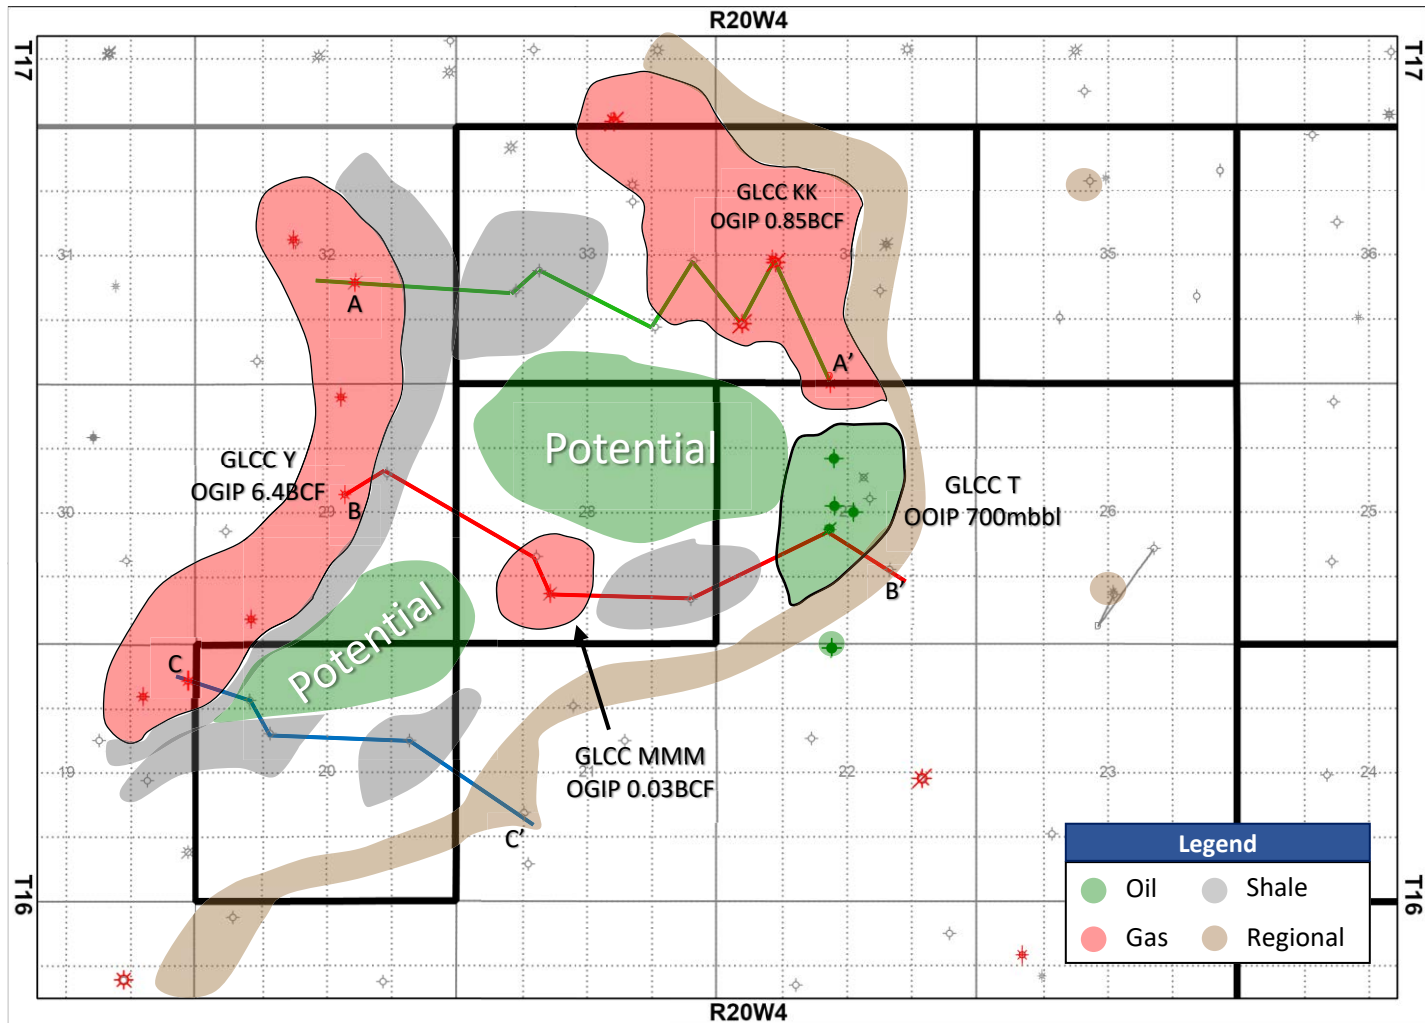 R20W4
T17
T17
GLCC KK
OGIP 0.85BCF
31
32
33
34
35
36
A
A’
Potential
GLCC Y
OGIP 6.4BCF
GLCC T
OOIP 700mbbl
B
30
29
28
27
26
25
B’
Potential
C
GLCC MMM
OGIP 0.03BCF
19
20
21
22
23
24
C’
Legend
Oil
Shale
Gas
Regional
T16
T16
R20W4